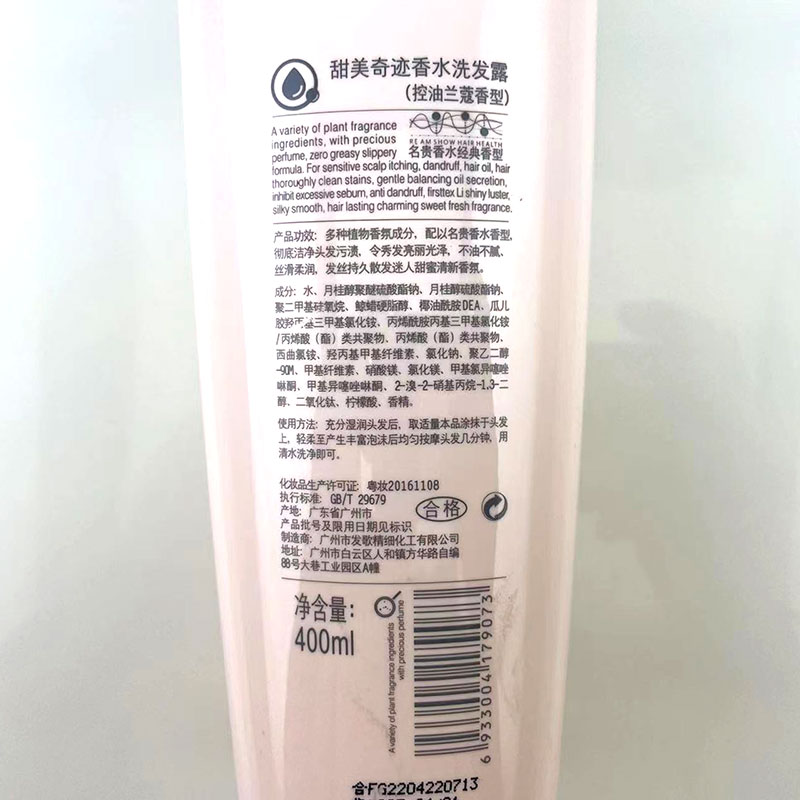 甜美奇迹香水洗发露
(控油兰蔻香型)
A variety of plant fragrance
ingredients, with precious
perfume, zero greasy slippery
formula. For sensitive scalp itching, dandruff, hair oil, hair
thoroughly clean stains, gentle balancing oil secretion,
inhibit excessive sebum, anti dandruff, firsttex Li shiny luster,
silky smooth, hair lasting charming sweet fresh fragrance.
REAM SHOW HAIR HEALTH
名贵香水经典香型
产品功效: 多种植物香氛成分, 配以名贵香水香型,
彻底洁净头发污渍, 令秀发亮丽光泽, 不油不腻,
丝滑柔润, 发丝持久散发迷人甜蜜清新香氛。
成分: 水、月桂醇聚醚硫酸酯钠、月桂醇硫酸酯钠、
聚二甲基硅氧烷、鲸蜡硬脂醇、椰油酰胺DEA、瓜儿
胶羟丙基三甲基氯化铵、丙烯酰胺丙基三甲基氯化铵
/丙烯酸(酯)类共聚物、丙烯酸(酯)类共聚物、
西曲氯铵、羟丙基甲基纤维素、氯化钠、聚乙二醇
-90M、甲基纤维素、硝酸镁、氯化镁、甲基氯异噻唑
啉酮、甲基异噻唑啉酮、2-溴-2-硝基丙烷-1,3-二
醇、二氧化钛、柠檬酸、香精。
使用方法: 充分湿润头发后, 取适量本品涂抹于头发
上, 轻柔至产生丰富泡沫后均匀按摩头发几分钟, 用
清水洗净即可。
化妆品生产许可证: 粤妆20161108
执行标准: GB/T 29679
产地: 广东省广州市
产品批号及限用日期见标识
制造商: 广州市发歌精细化工有限公司
地址: 广州市白云区人和镇方华路自编
88号大巷工业园区A幢
合格
净含量:
400ml
A variety of plant fragrance ingredients
with precious perfume
6933004179073
合FG2204220713